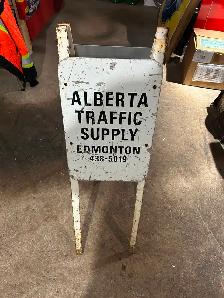 ALBERTA
TRAFFIC
SUPPLY
EDMONTON
438-5019